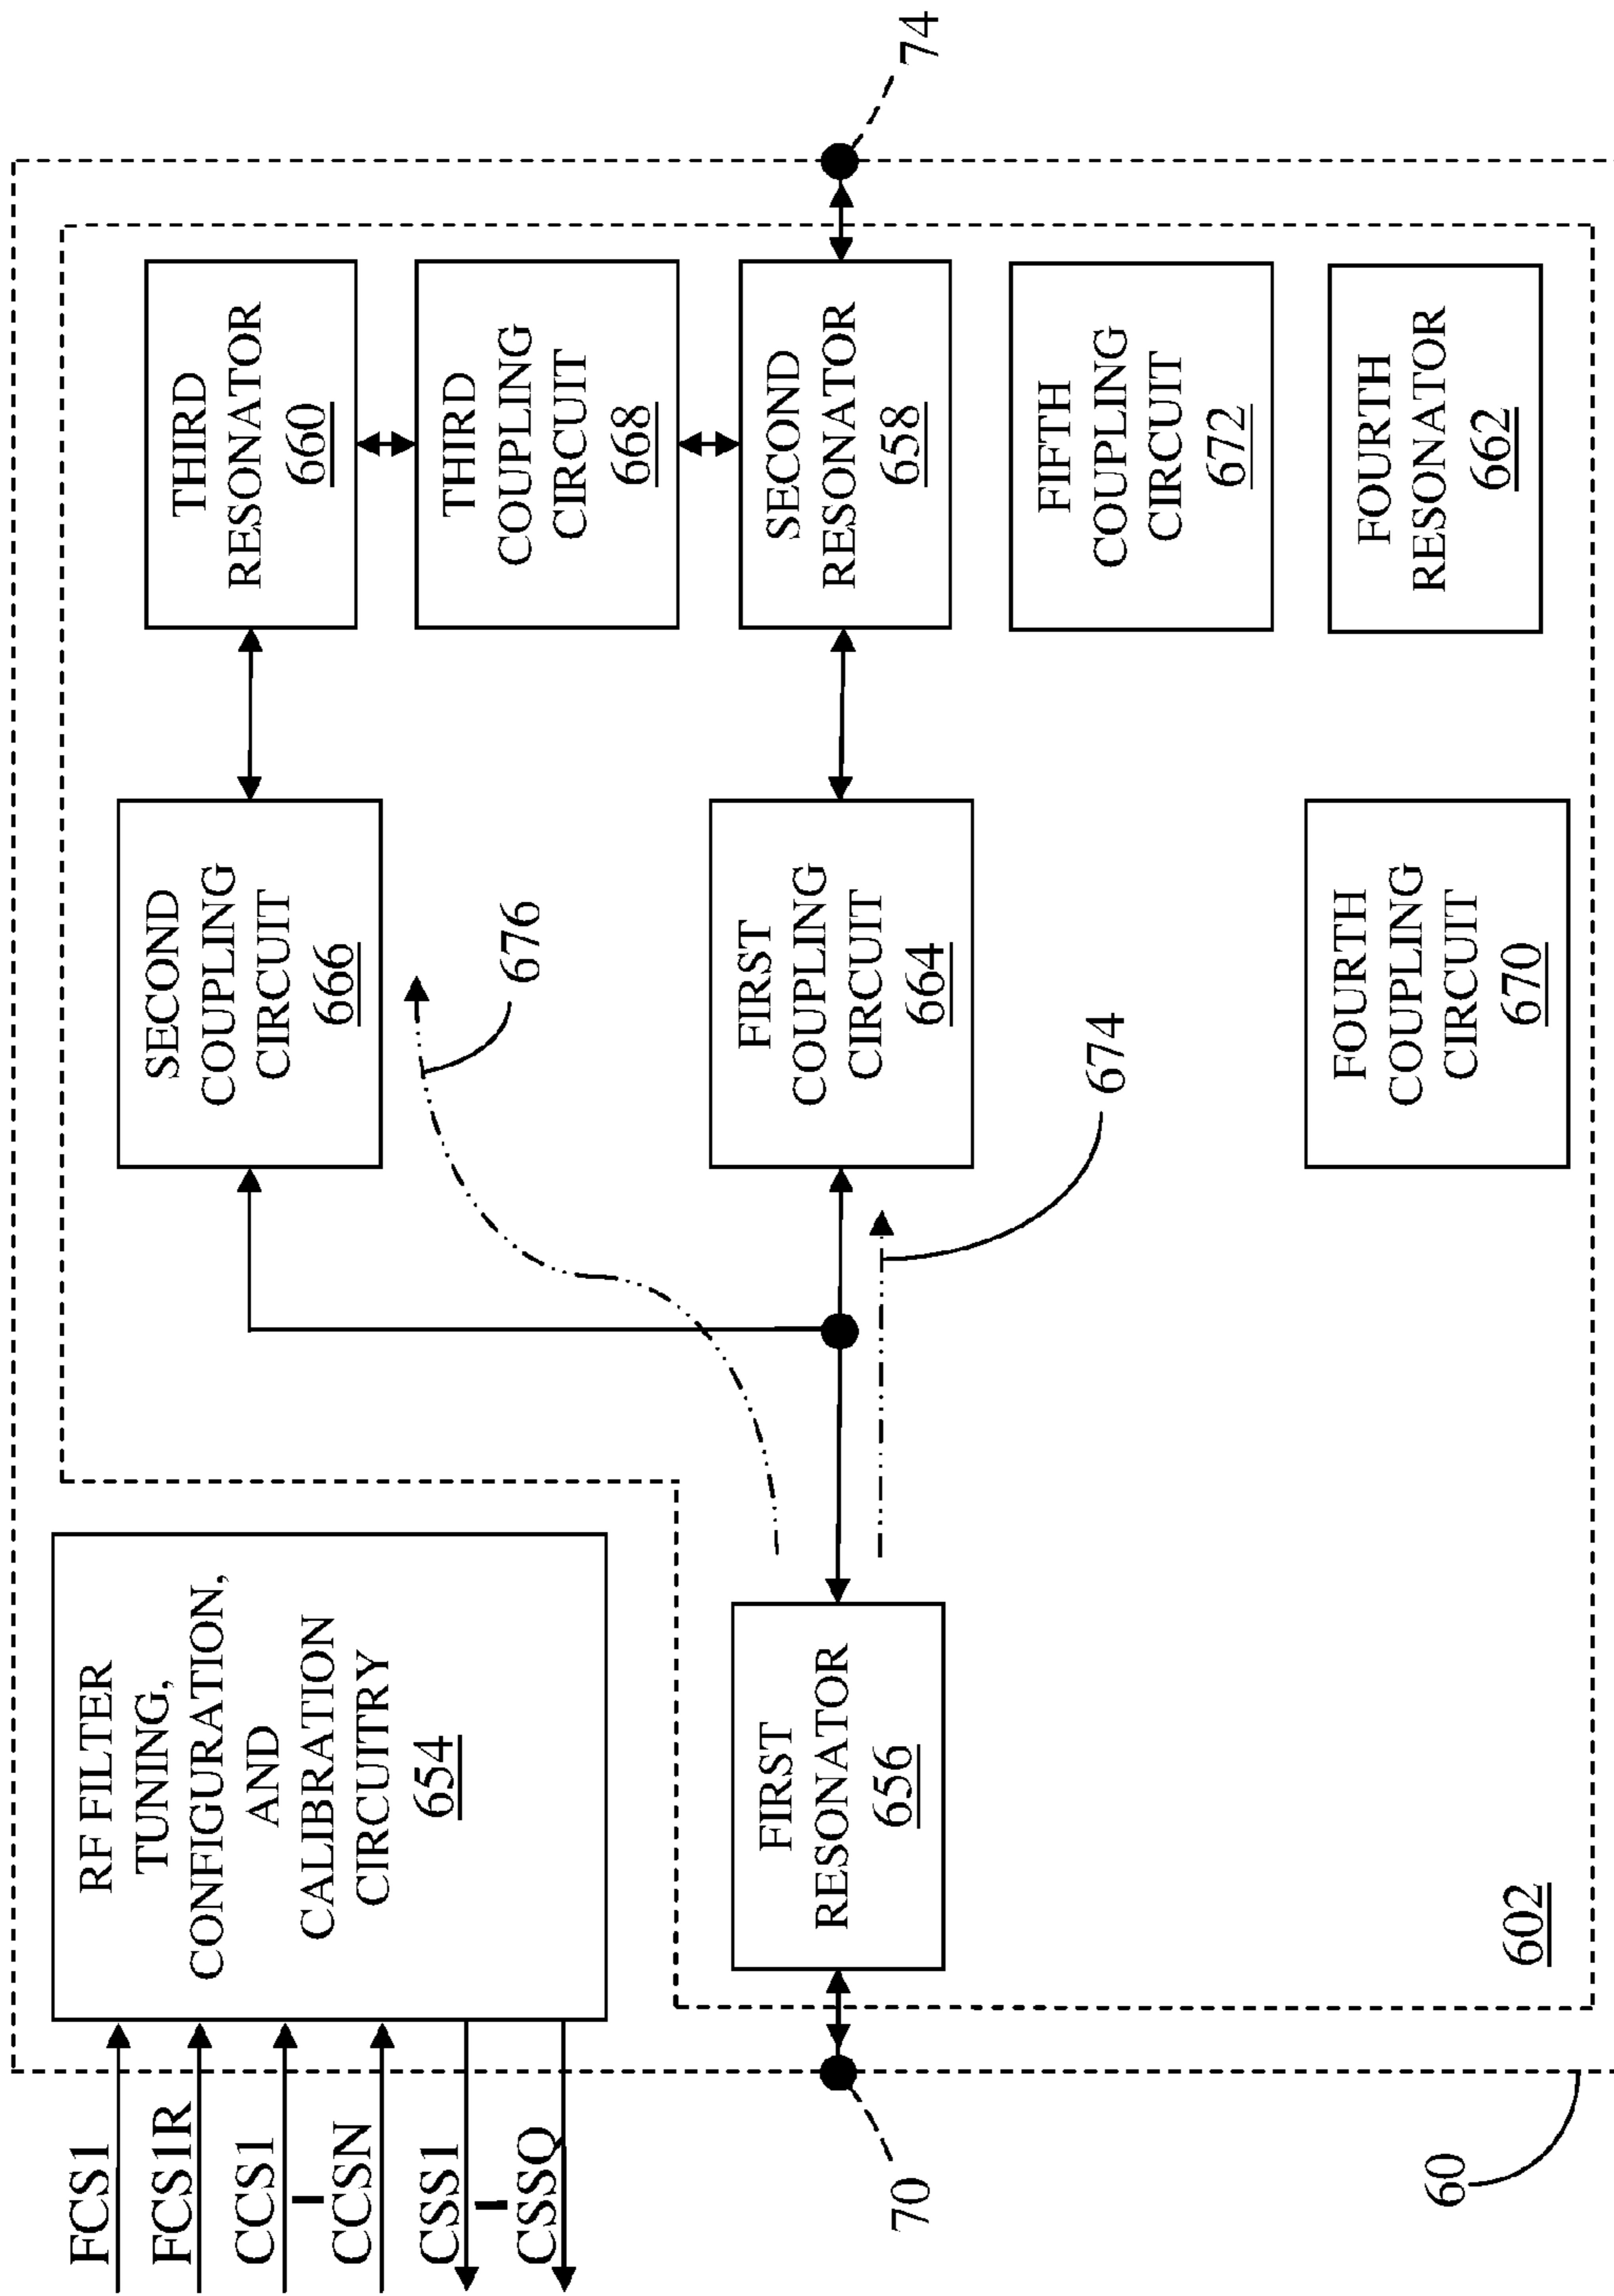 FCS1
FCS1R
CCS1
CCSN
CSS1
CSSQ
RF FILTER
TUNING,
CONFIGURATION,
AND
CALIBRATION
CIRCUITRY
654
SECOND
COUPLING
CIRCUIT
666
THIRD
RESONATOR
660
676
THIRD
COUPLING
CIRCUIT
668
70
FIRST
RESONATOR
656
FIRST
COUPLING
CIRCUIT
664
SECOND
RESONATOR
658
74
674
FIFTH
COUPLING
CIRCUIT
672
FOURTH
COUPLING
CIRCUIT
670
FOURTH
RESONATOR
662
602
60